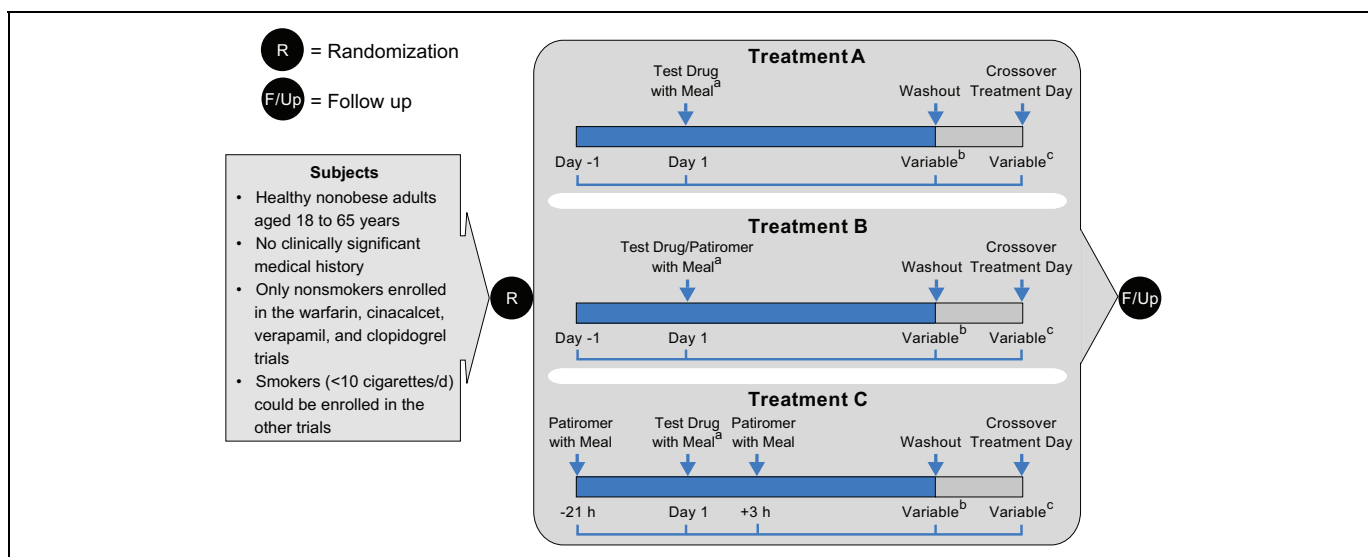 R = Randomization
F/Up = Follow up
Subjects
• Healthy nonobese adults
aged 18 to 65 years
• No clinically significant
medical history
• Only nonsmokers enrolled
in the warfarin, cinacalcet,
verapamil, and clopidogrel
trials
• Smokers (<10 cigarettes/d)
could be enrolled in the
other trials
R
Treatment A
Test Drug
with Meal^a
Washout
Crossover
Treatment Day
Day -1
Day 1
Variable^b
Variable^c
Treatment B
Test Drug/Patiromer
with Meal^a
Washout
Crossover
Treatment Day
Day -1
Day 1
Variable^b
Variable^c
Treatment C
Patiromer
with Meal
Test Drug
with Meal^a
Patiromer
with Meal
Washout
Crossover
Treatment Day
-21 h
Day 1
+3 h
Variable^b
Variable^c
F/Up